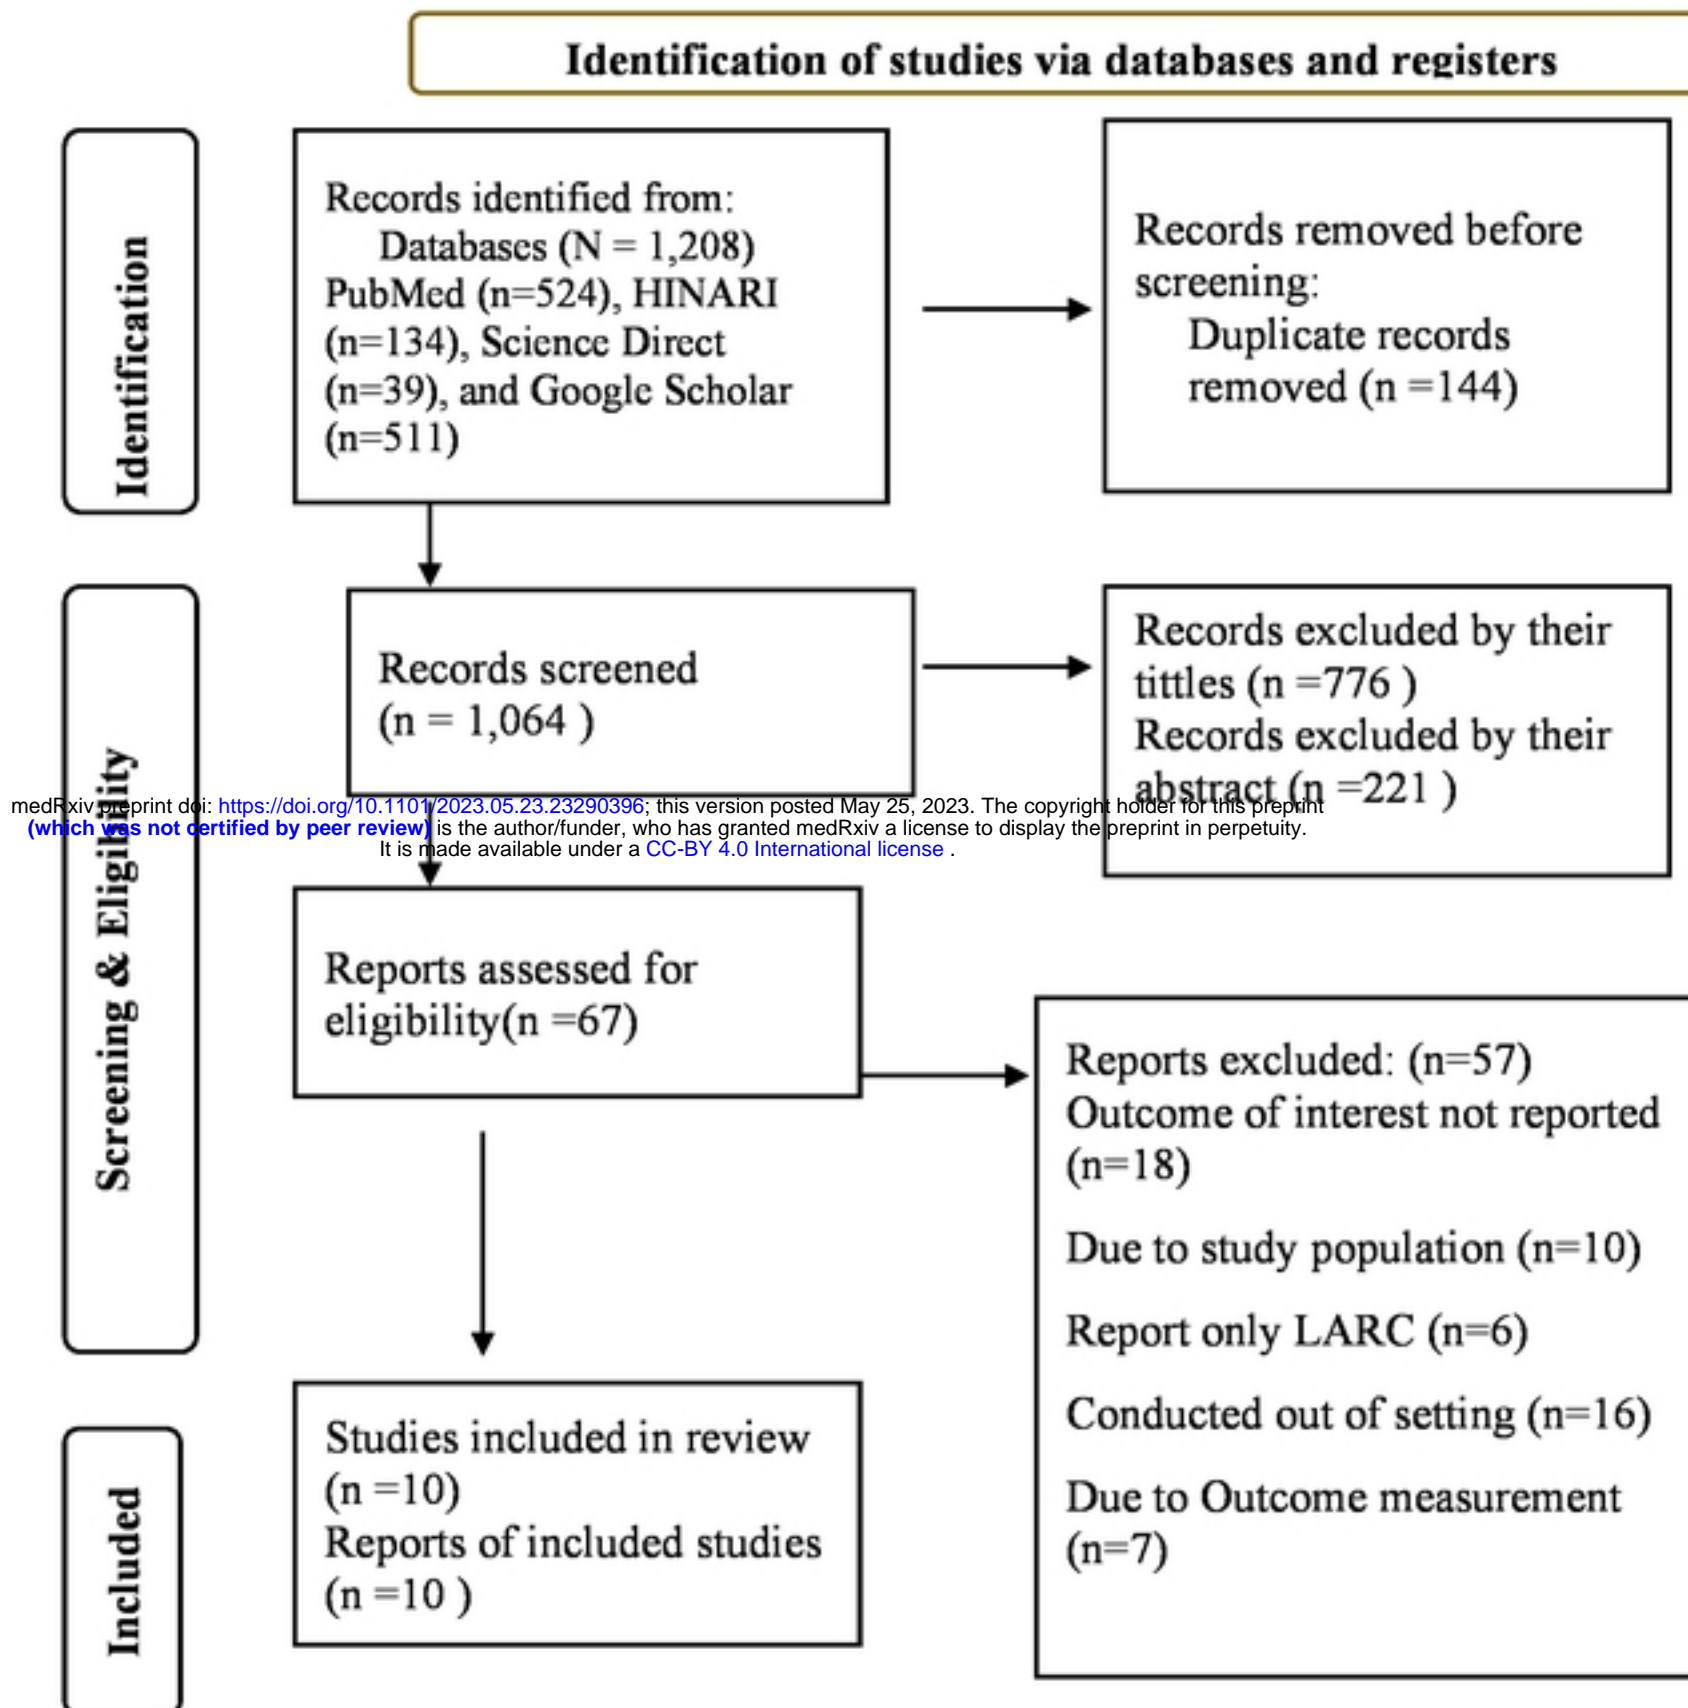 Identification of studies via databases and registers
Identification
Records identified from:
Databases (N = 1,208)
PubMed (n=524), HINARI
(n=134), Science Direct
(n=39), and Google Scholar
(n=511)
Records removed before
screening:
Duplicate records
removed (n =144)
Screening & Eligibility
Records screened
(n = 1,064 )
Records excluded by their
tittles (n =776 )
Records excluded by their
abstract (n =221 )
medRxiv preprint doi: https://doi.org/10.1101/2023.05.23.23290396; this version posted May 25, 2023. The copyright holder for this preprint
(which was not certified by peer review) is the author/funder, who has granted medRxiv a license to display the preprint in perpetuity.
It is made available under a CC-BY 4.0 International license .
Reports assessed for
eligibility(n =67)
Reports excluded: (n=57)
Outcome of interest not reported
(n=18)
Due to study population (n=10)
Report only LARC (n=6)
Conducted out of setting (n=16)
Due to Outcome measurement
(n=7)
Included
Studies included in review
(n =10)
Reports of included studies
(n =10 )